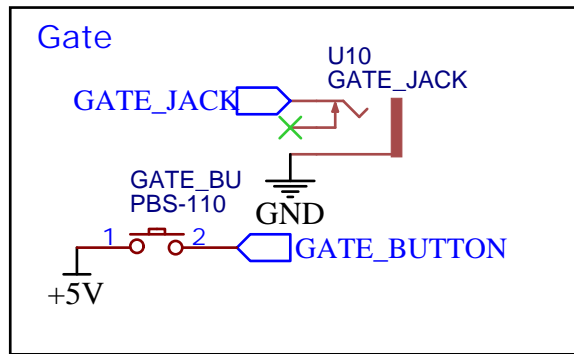 Gate
U10
GATE_JACK
GATE_JACK
GATE_BU
PBS-110
GND
1
2
GATE_BUTTON
+5V